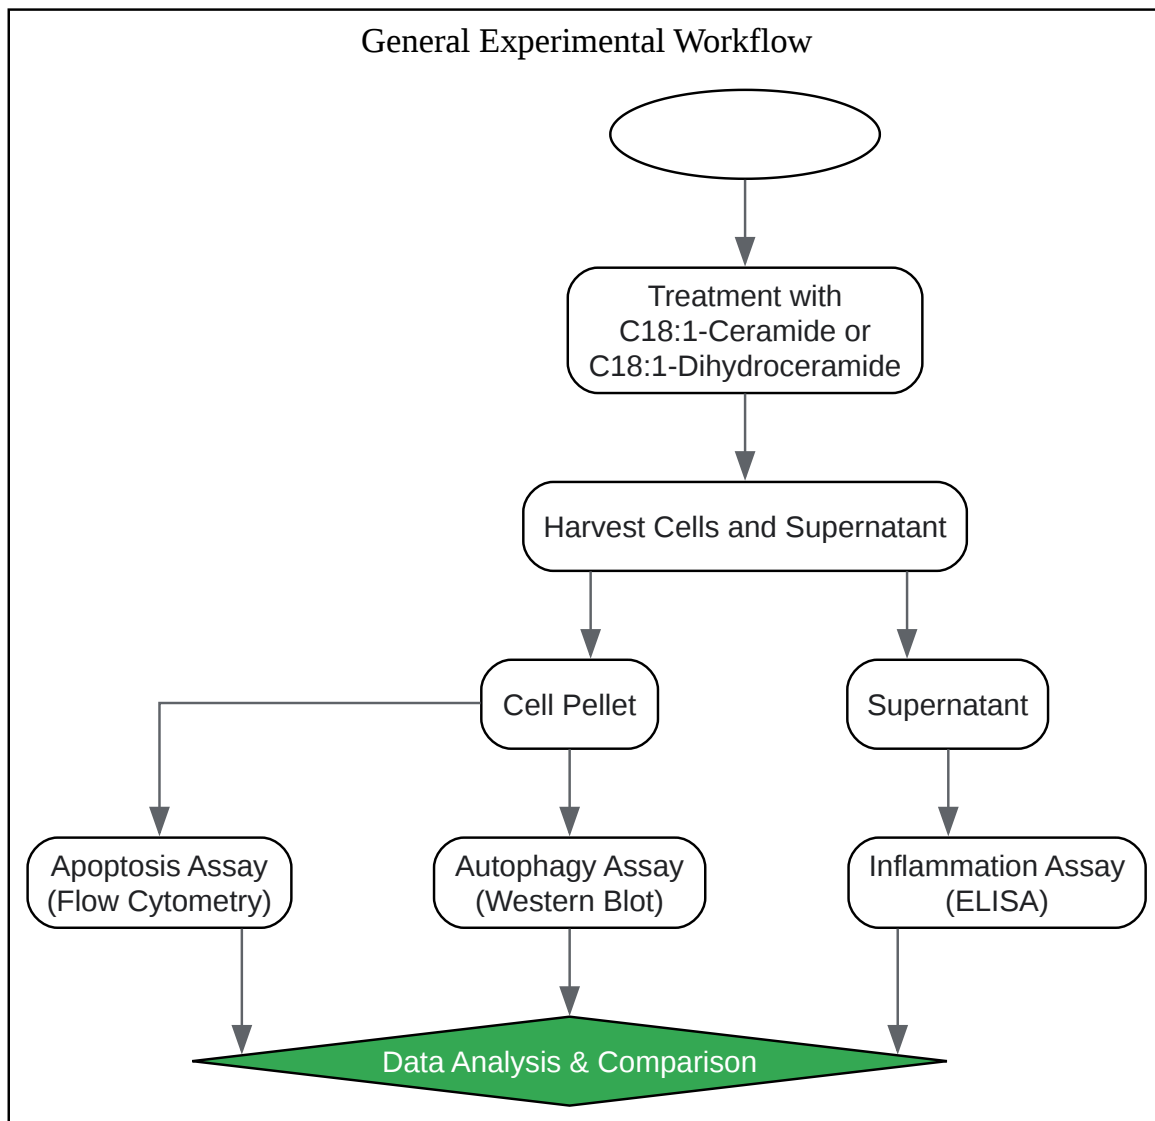 General Experimental Workflow
Treatment with
C18:1-Ceramide or
C18:1-Dihydroceramide
Harvest Cells and Supernatant
Cell Pellet
Supernatant
Apoptosis Assay
(Flow Cytometry)
Autophagy Assay
(Western Blot)
Inflammation Assay
(ELISA)
Data Analysis & Comparison